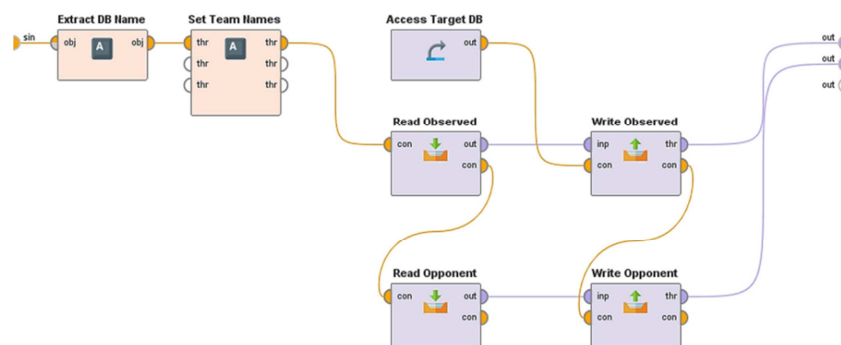 Extract DB Name
Set Team Names
Access Target DB
sin
obj
A
obj
thr
A
thr
thr
thr
thr
thr
out
out
out
out
Read Observed
Write Observed
con
out
con
inp
thr
con
con
Read Opponent
Write Opponent
con
out
con
inp
thr
con
con